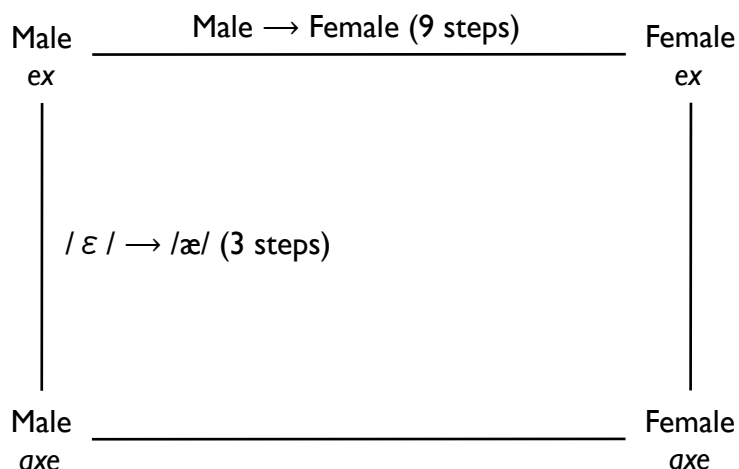 Male → Female (9 steps)
Male
ex
Female
ex
/ ε / → /æ/ (3 steps)
Male
axe
Female
axe